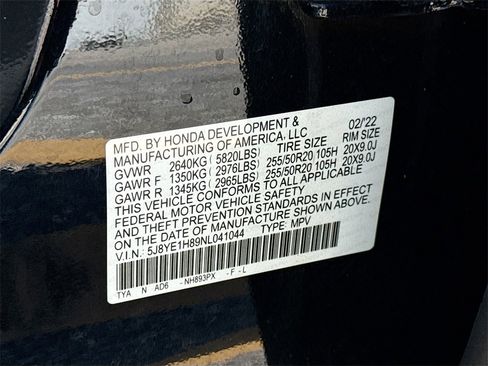 MFD. BY HONDA DEVELOPMENT & 02/'22
MANUFACTURING OF AMERICA, LLC
TIRE SIZE RIM SIZE
GVWR 2640KG (5820LBS)
GAWR F 1350KG (2976LBS) 255/50R20 105H 20X9.0J
GAWR R 1345KG (2965LBS) 255/50R20 105H 20X9.0J
THIS VEHICLE CONFORMS TO ALL APPLICABLE
FEDERAL MOTOR VEHICLE SAFETY
STANDARDS IN EFFECT
ON THE DATE OF MANUFACTURE SHOWN ABOVE.
V.I.N.: 5J8YE1H89NL041044 TYPE: MPV
TYA N AD6 -NH893PX -F-L